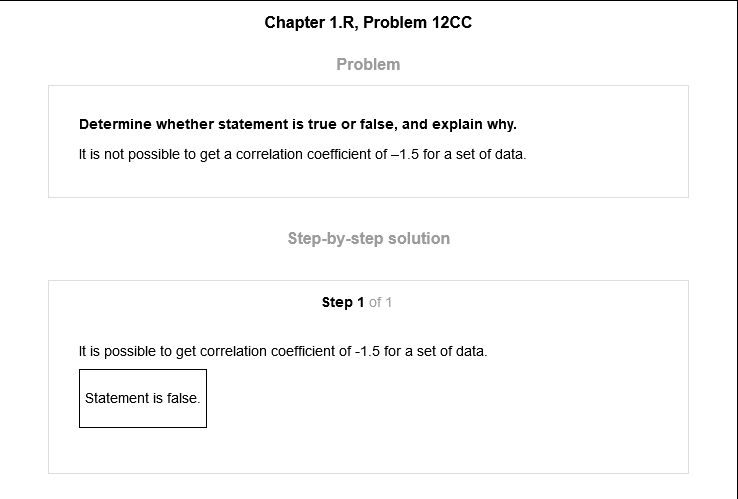 Chapter 1.R, Problem 12CC
Problem
Determine whether statement is true or false, and explain why.
It is not possible to get a correlation coefficient of –1.5 for a set of data.
Step-by-step solution
Step 1 of 1
It is possible to get correlation coefficient of -1.5 for a set of data.
Statement is false.